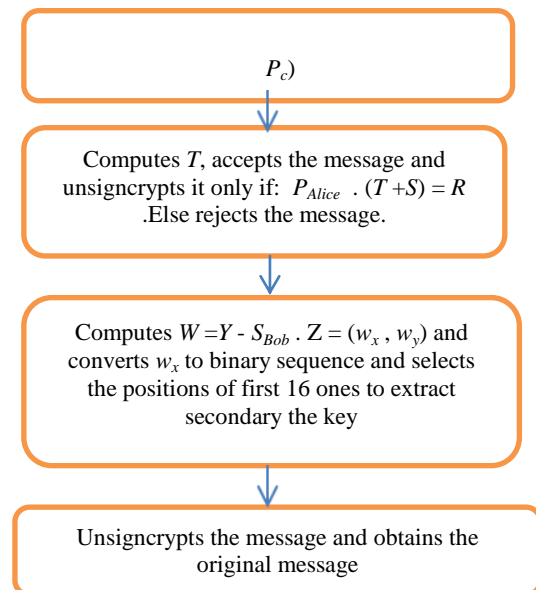 P_c)
Computes T, accepts the message and
unsigncrypts it only if: P_Alice . (T +S) = R
.Else rejects the message.
Computes W =Y - S_Bob . Z = (w_x , w_y) and
converts w_x to binary sequence and selects
the positions of first 16 ones to extract
secondary the key
Unsigncrypts the message and obtains the
original message